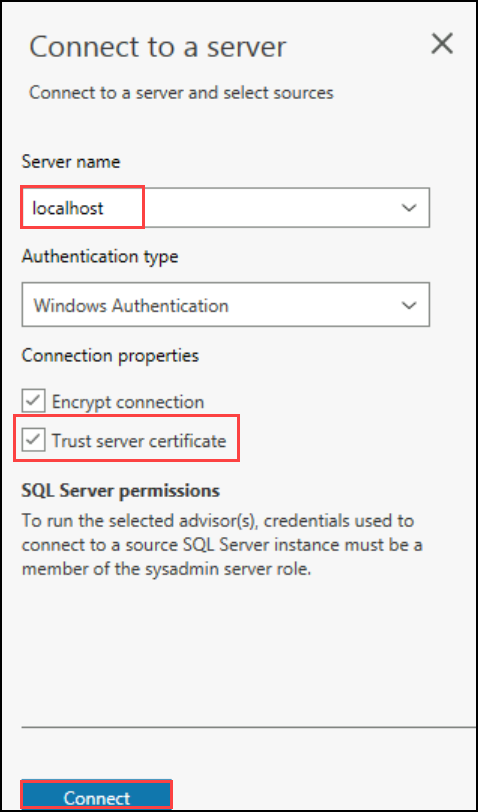 Connect to a server
Connect to a server and select sources
Server name
localhost
Authentication type
Windows Authentication
Connection properties
Encrypt connection
Trust server certificate
SQL Server permissions
To run the selected advisor(s), credentials used to
connect to a source SQL Server instance must be a
member of the sysadmin server role.
Connect